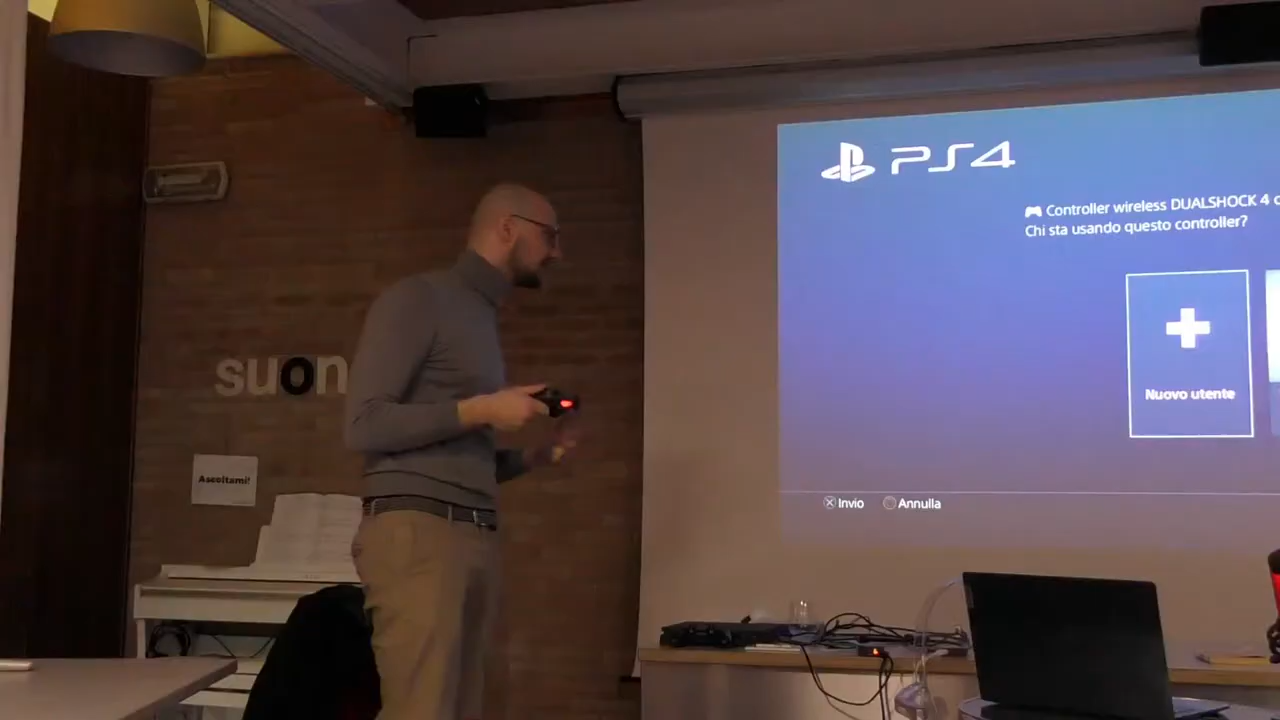 PS4
Controller wireless DUALSHOCK 4
Chi sta usando questo controller?
Nuovo utente
Invio
Annulla
suon
Ascoltami!